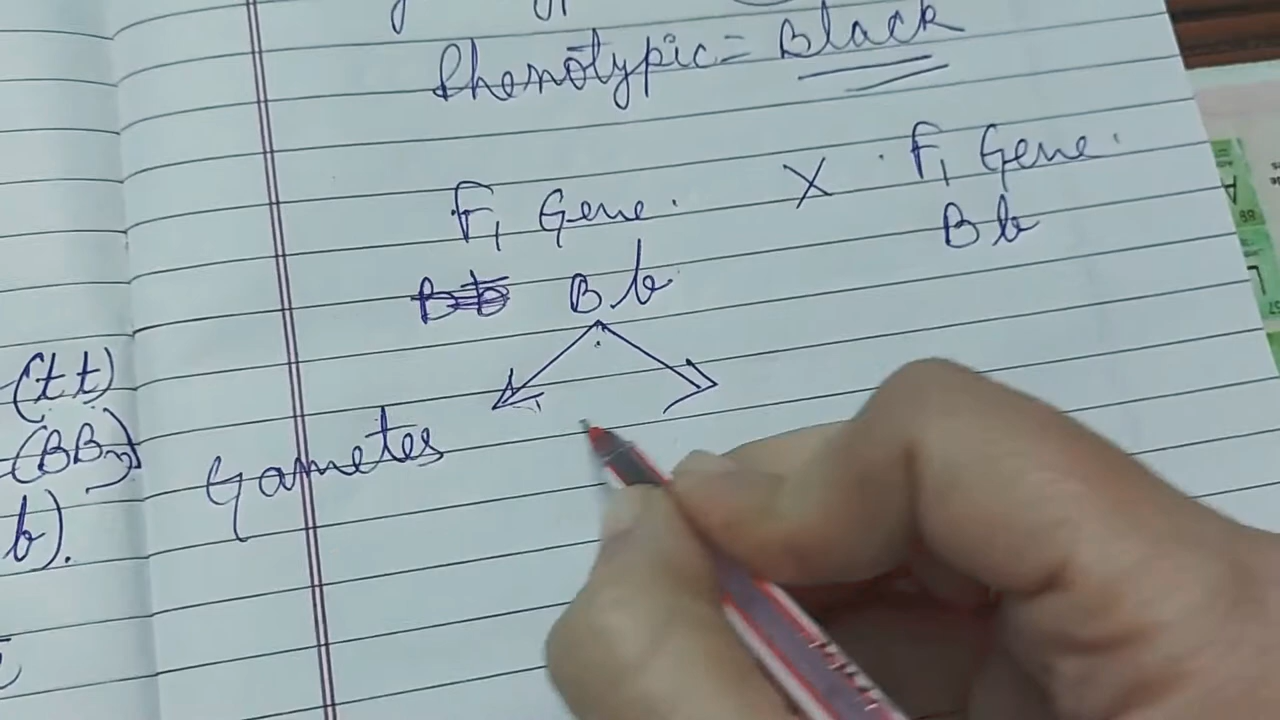 Phenotypic = Black
F1 Gene. X F1 Gene.
Bb Bb
(tt)
(BB)
Gametes
b).